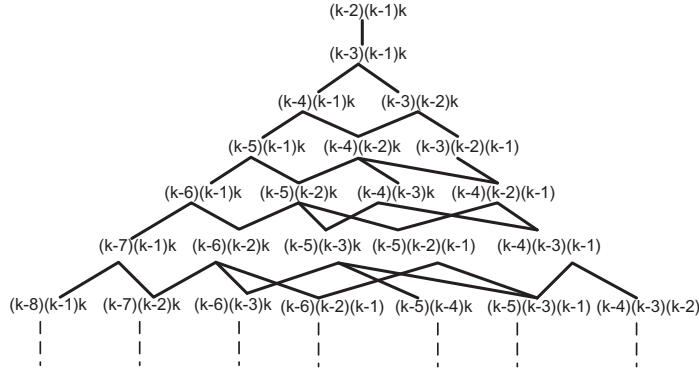 (k-2)(k-1)k
(k-3)(k-1)k
(k-4)(k-1)k (k-3)(k-2)k
(k-5)(k-1)k (k-4)(k-2)k (k-3)(k-2)(k-1)
(k-6)(k-1)k (k-5)(k-2)k (k-4)(k-3)k (k-4)(k-2)(k-1)
(k-7)(k-1)k (k-6)(k-2)k (k-5)(k-3)k (k-5)(k-2)(k-1) (k-4)(k-3)(k-1)
(k-8)(k-1)k (k-7)(k-2)k (k-6)(k-3)k (k-6)(k-2)(k-1) (k-5)(k-4)k (k-5)(k-3)(k-1) (k-4)(k-3)(k-2)